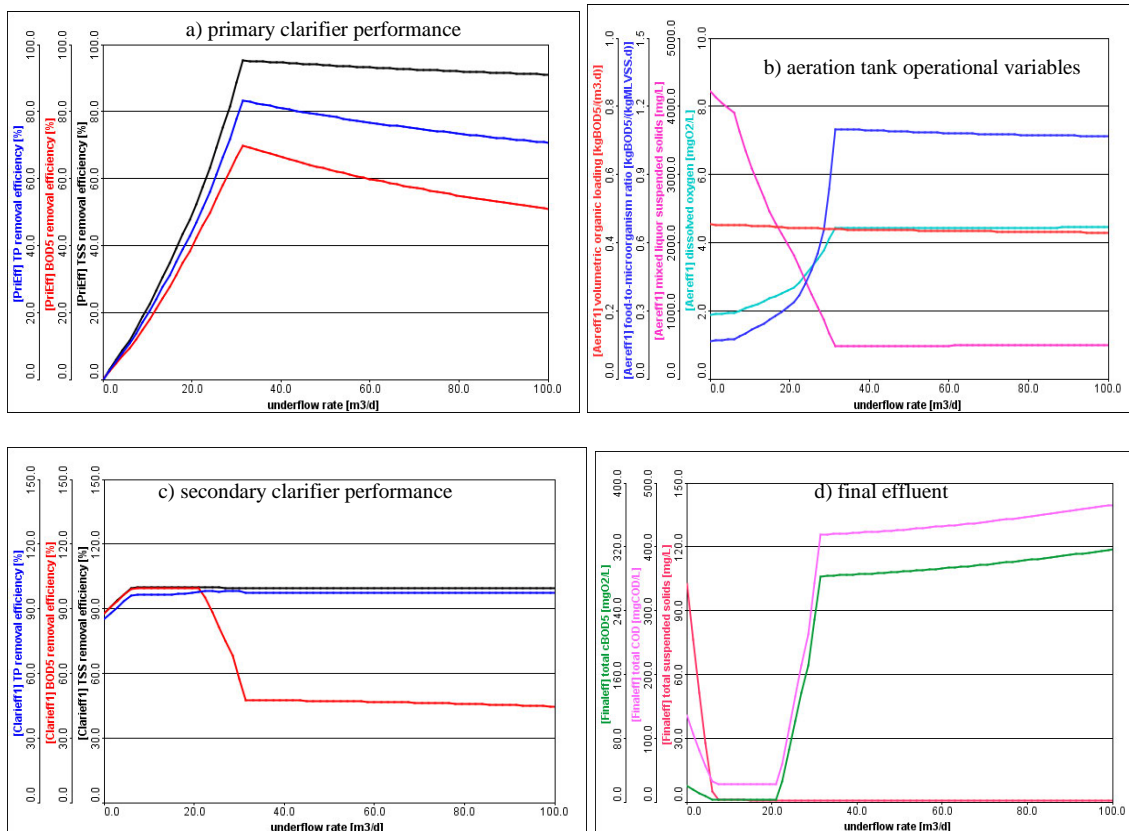 a) primary clarifier performance
[PriEff] TP removal efficiency [%]
0.0 20.0 40.0 60.0 80.0 100.0
[PriEff] BOD5 removal efficiency [%]
0.0 20.0 40.0 60.0 80.0 100.0
[PriEff] TSS removal efficiency [%]
0.0 20.0 40.0 60.0 80.0 100.0
0.0 20.0 40.0 60.0 80.0 100.0
underflow rate [m3/d]
b) aeration tank operational variables
[Aereff1] volumetric organic loading [kgBOD5/(m3.d)]
0.0 0.2 0.4 0.6 0.8 1.0
[Aereff1] food-to-microorganism ratio [kgBOD5/(kgMLVSS.d)]
0.0 0.3 0.6 0.9 1.2 1.5
[Aereff1] mixed liquor suspended solids [mg/L]
0.0 1000.0 2000.0 3000.0 4000.0 5000.0
[Aereff1] dissolved oxygen [mgO2/L]
0.0 2.0 4.0 6.0 8.0 10.0
0.0 20.0 40.0 60.0 80.0 100.0
underflow rate [m3/d]
c) secondary clarifier performance
[Clarieff1] TP removal efficiency [%]
0.0 30.0 60.0 90.0 120.0 150.0
[Clarieff1] BOD5 removal efficiency [%]
0.0 30.0 60.0 90.0 120.0 150.0
[Clarieff1] TSS removal efficiency [%]
0.0 30.0 60.0 90.0 120.0 150.0
0.0 20.0 40.0 60.0 80.0 100.0
underflow rate [m3/d]
d) final effluent
[Finaleff] total cBOD5 [mgO2/L]
0.0 80.0 160.0 240.0 320.0 400.0
[Finaleff] total COD [mgCOD/L]
0.0 100.0 200.0 300.0 400.0 500.0
[Finaleff] total suspended solids [mg/L]
0.0 30.0 60.0 90.0 120.0 150.0
0.0 20.0 40.0 60.0 80.0 100.0
underflow rate [m3/d]